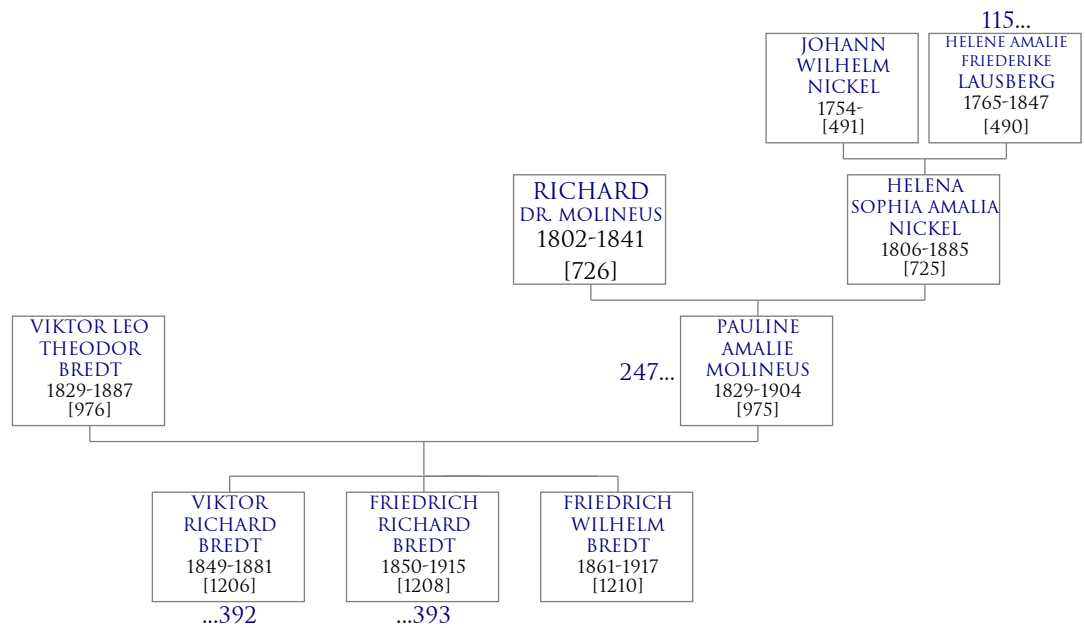 115...
JOHANN
WILHELM
NICKEL
1754-
[491]
HELENE AMALIE
FRIEDERIKE
LAUSBERG
1765-1847
[490]
RICHARD
DR. MOLINEUS
1802-1841
[726]
HELENA
SOPHIA AMALIA
NICKEL
1806-1885
[725]
VIKTOR LEO
THEODOR
BREDT
1829-1887
[976]
247...
PAULINE
AMALIE
MOLINEUS
1829-1904
[975]
VIKTOR
RICHARD
BREDT
1849-1881
[1206]
...392
FRIEDRICH
RICHARD
BREDT
1850-1915
[1208]
...393
FRIEDRICH
WILHELM
BREDT
1861-1917
[1210]